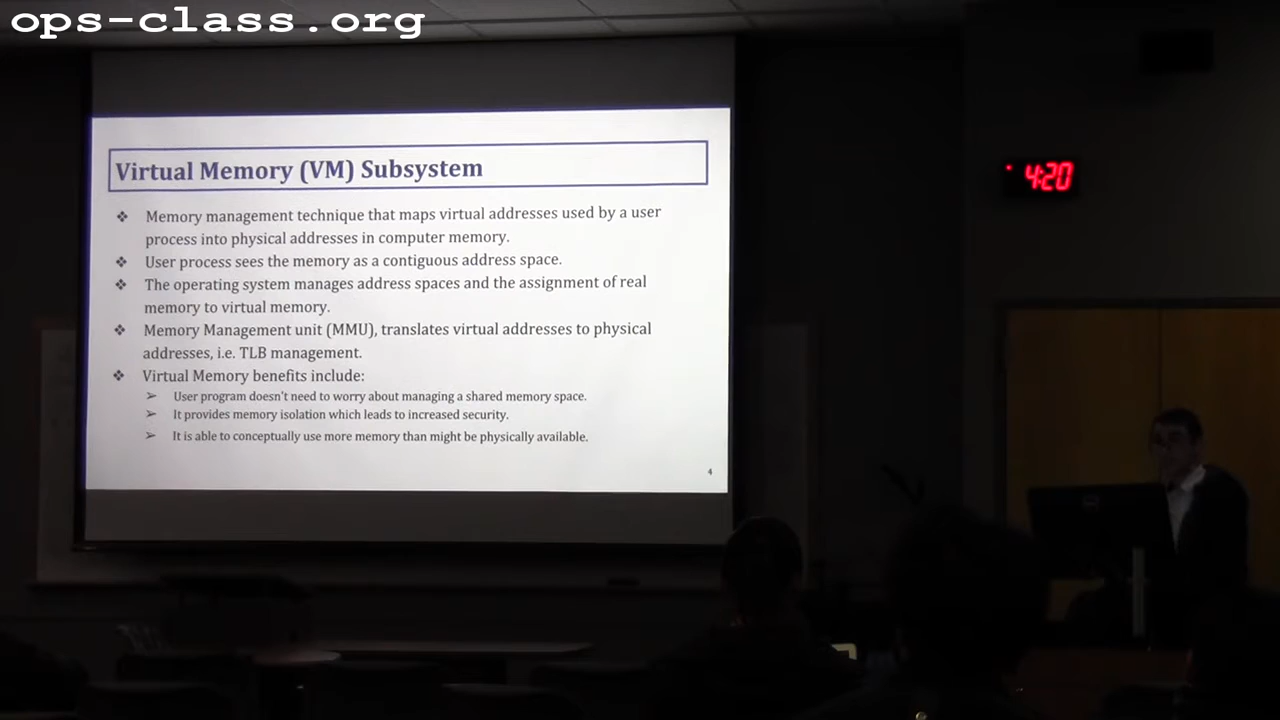 ops-class.org
Virtual Memory (VM) Subsystem
❖ Memory management technique that maps virtual addresses used by a user
process into physical addresses in computer memory.
❖ User process sees the memory as a contiguous address space.
❖ The operating system manages address spaces and the assignment of real
memory to virtual memory.
❖ Memory Management unit (MMU), translates virtual addresses to physical
addresses, i.e. TLB management.
❖ Virtual Memory benefits include:
➢ User program doesn't need to worry about managing a shared memory space.
➢ It provides memory isolation which leads to increased security.
➢ It is able to conceptually use more memory than might be physically available.
4
4:20